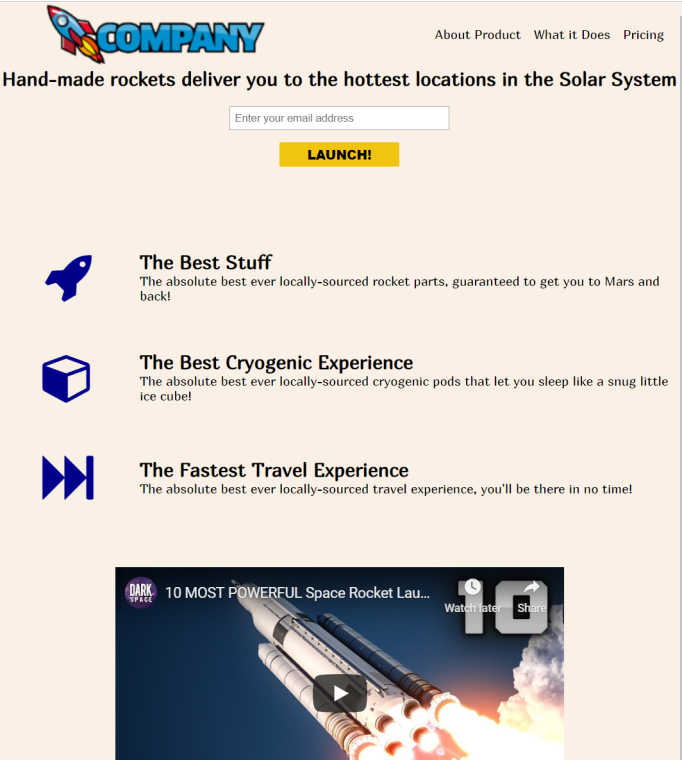 COMPANY
About Product What it Does Pricing
Hand-made rockets deliver you to the hottest locations in the Solar System
Enter your email address
LAUNCH!
The Best Stuff
The absolute best ever locally-sourced rocket parts, guaranteed to get you to Mars and
back!
The Best Cryogenic Experience
The absolute best ever locally-sourced cryogenic pods that let you sleep like a snug little
ice cube!
The Fastest Travel Experience
The absolute best ever locally-sourced travel experience, you'll be there in no time!
DARK
SPACE
10 MOST POWERFUL Space Rocket Lau...
10
Watch later Share